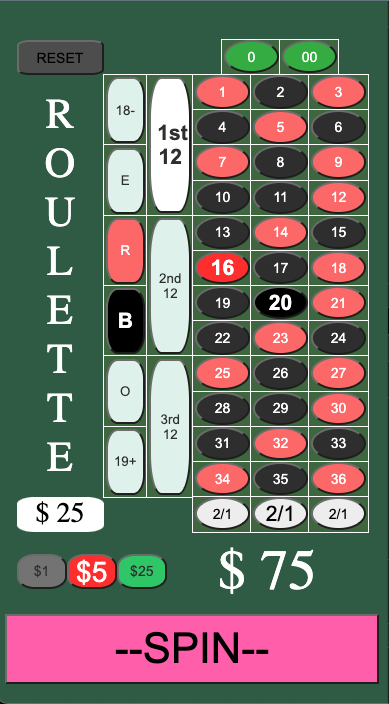 RESET
0 00
ROULETTE
18-
E
R
B
O
19+
1st
12
2nd
12
3rd
12
1 2 3
4 5 6
7 8 9
10 11 12
13 14 15
16 17 18
19 20 21
22 23 24
25 26 27
28 29 30
31 32 33
34 35 36
2/1 2/1 2/1
$ 25
$1 $5 $25
$ 75
--SPIN--